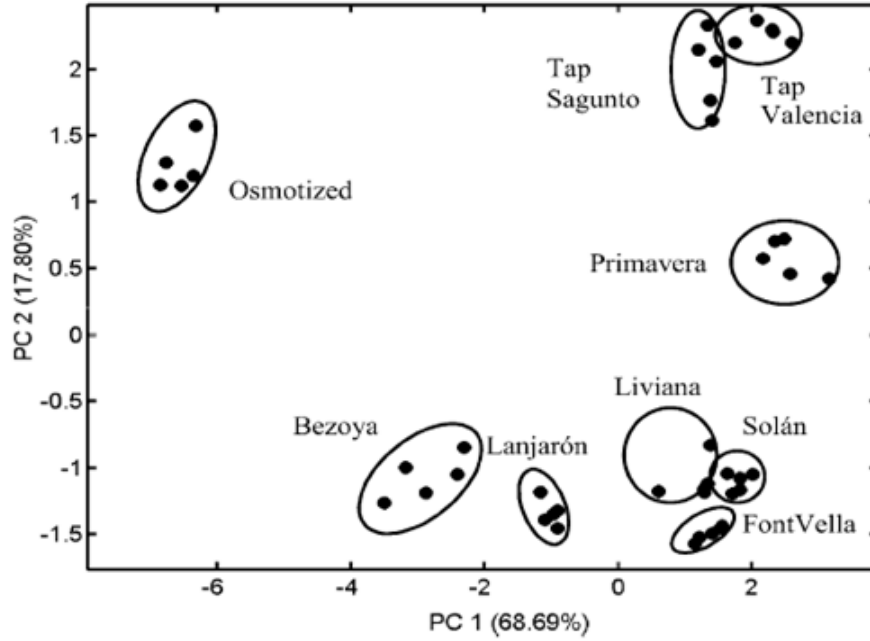 2
1.5
1
0.5
0
-0.5
-1
-1.5
PC 2 (17.80%)
Tap
Sagunto
Tap
Valencia
Osmotized
Primavera
Liviana
Bezoya
Lanjarón
Solán
FontVella
-6
-4
-2
0
2
PC 1 (68.69%)